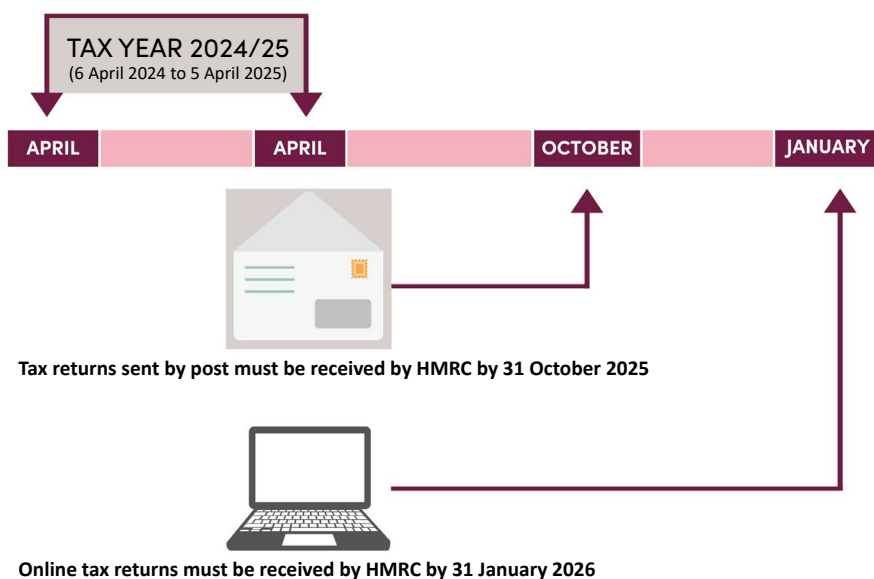 TAX YEAR 2024/25
(6 April 2024 to 5 April 2025)
APRIL APRIL OCTOBER JANUARY
Tax returns sent by post must be received by HMRC by 31 October 2025
Online tax returns must be received by HMRC by 31 January 2026